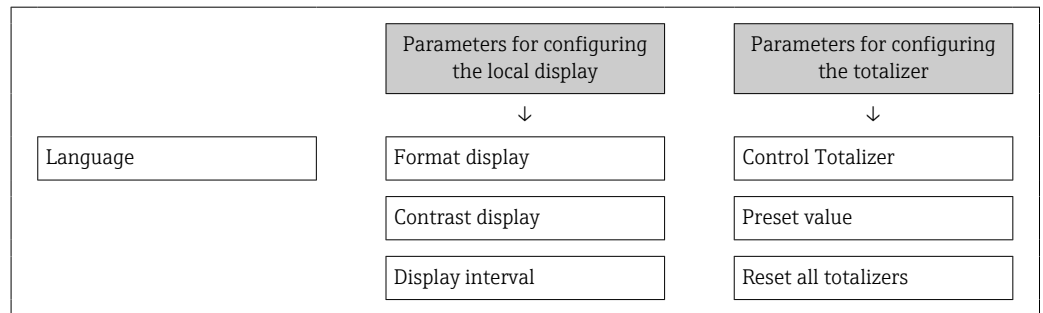 Parameters for configuring
the local display
Parameters for configuring
the totalizer
↓
↓
Language
Format display
Control Totalizer
Contrast display
Preset value
Display interval
Reset all totalizers